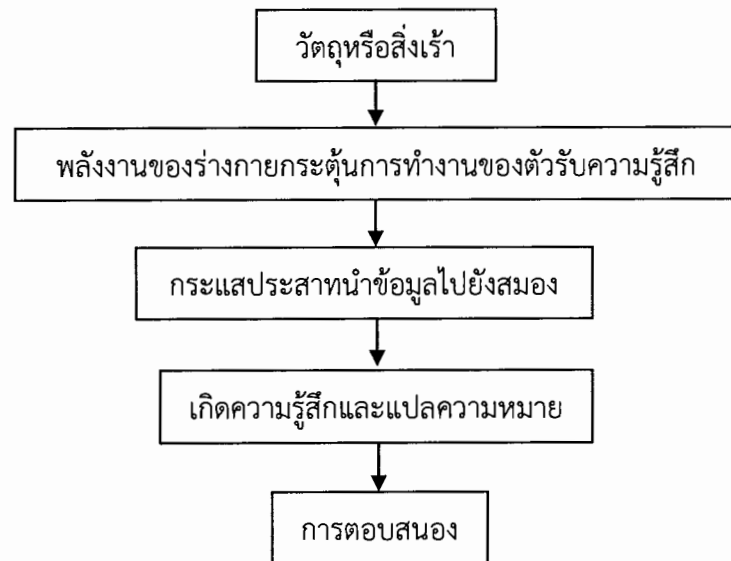 วัตถุหรือสิ่งเร้า
พลังงานของร่างกายกระตุ้นการทำงานของตัวรับความรู้สึก
กระแสประสาทนำข้อมูลไปยังสมอง
เกิดความรู้สึกและแปลความหมาย
การตอบสนอง